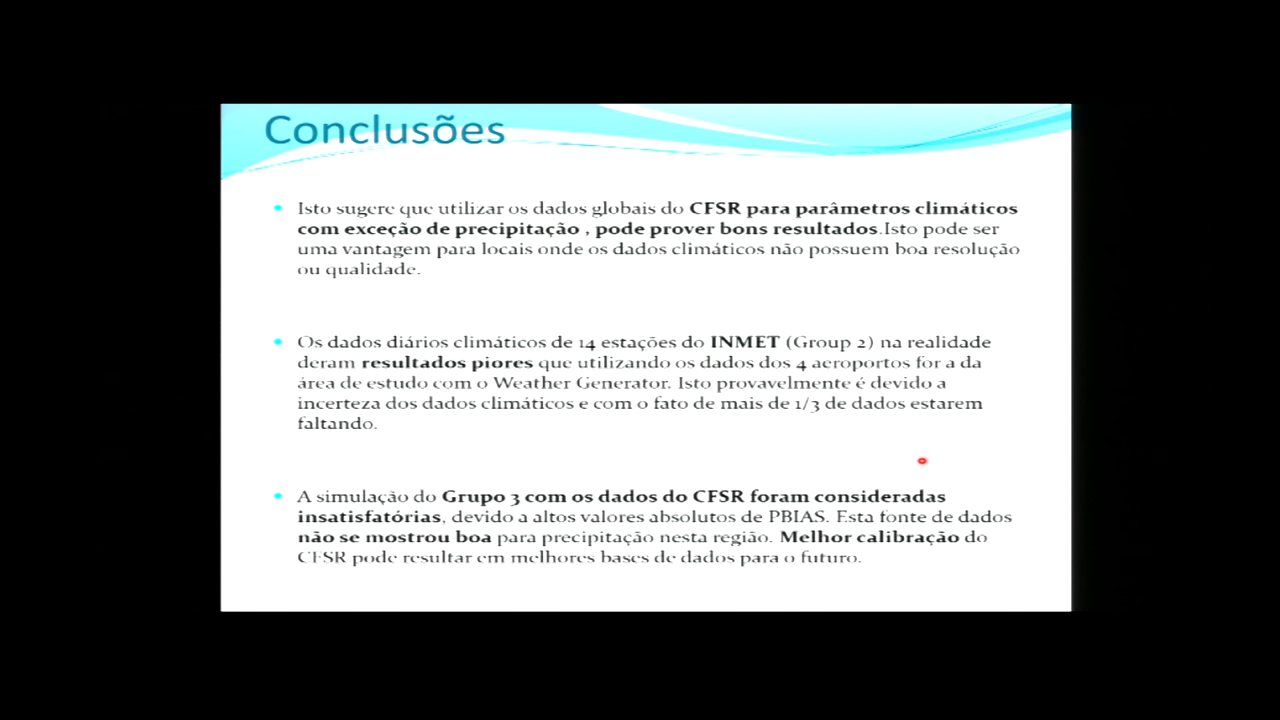 Conclusões
Isto sugere que utilizar os dados globais do CFSR para parâmetros climáticos
com exceção de precipitação , pode prover bons resultados.Isto pode ser
uma vantagem para locais onde os dados climáticos não possuem boa resolução
ou qualidade.
Os dados diários climáticos de 14 estações do INMET (Group 2) na realidade
deram resultados piores que utilizando os dados dos 4 aeroportos for a da
área de estudo com o Weather Generator. Isto provavelmente é devido a
incerteza dos dados climáticos e com o fato de mais de 1/3 de dados estarem
faltando.
A simulação do Grupo 3 com os dados do CFSR foram consideradas
insatisfatórias, devido a altos valores absolutos de PBIAS. Esta fonte de dados
não se mostrou boa para precipitação nesta região. Melhor calibração do
CFSR pode resultar em melhores bases de dados para o futuro.